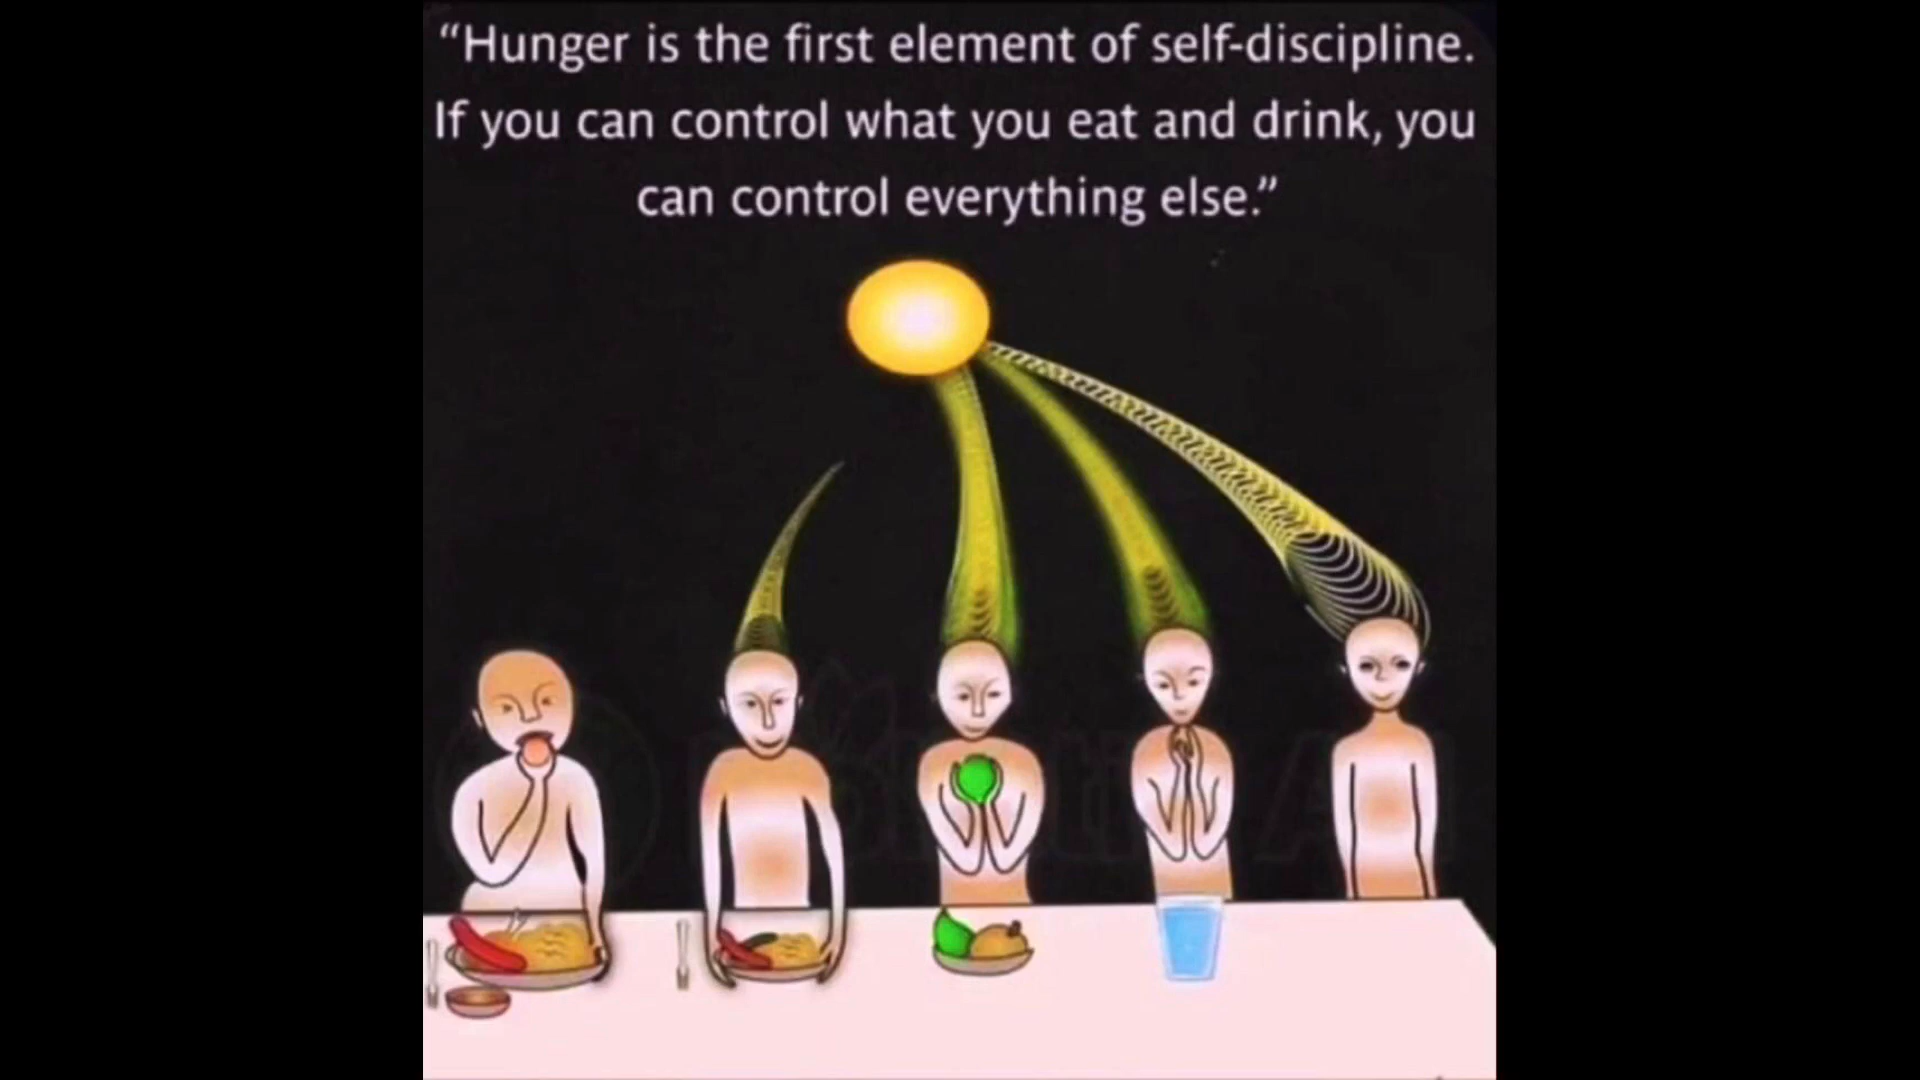 “Hunger is the first element of self-discipline.
If you can control what you eat and drink, you
can control everything else.”